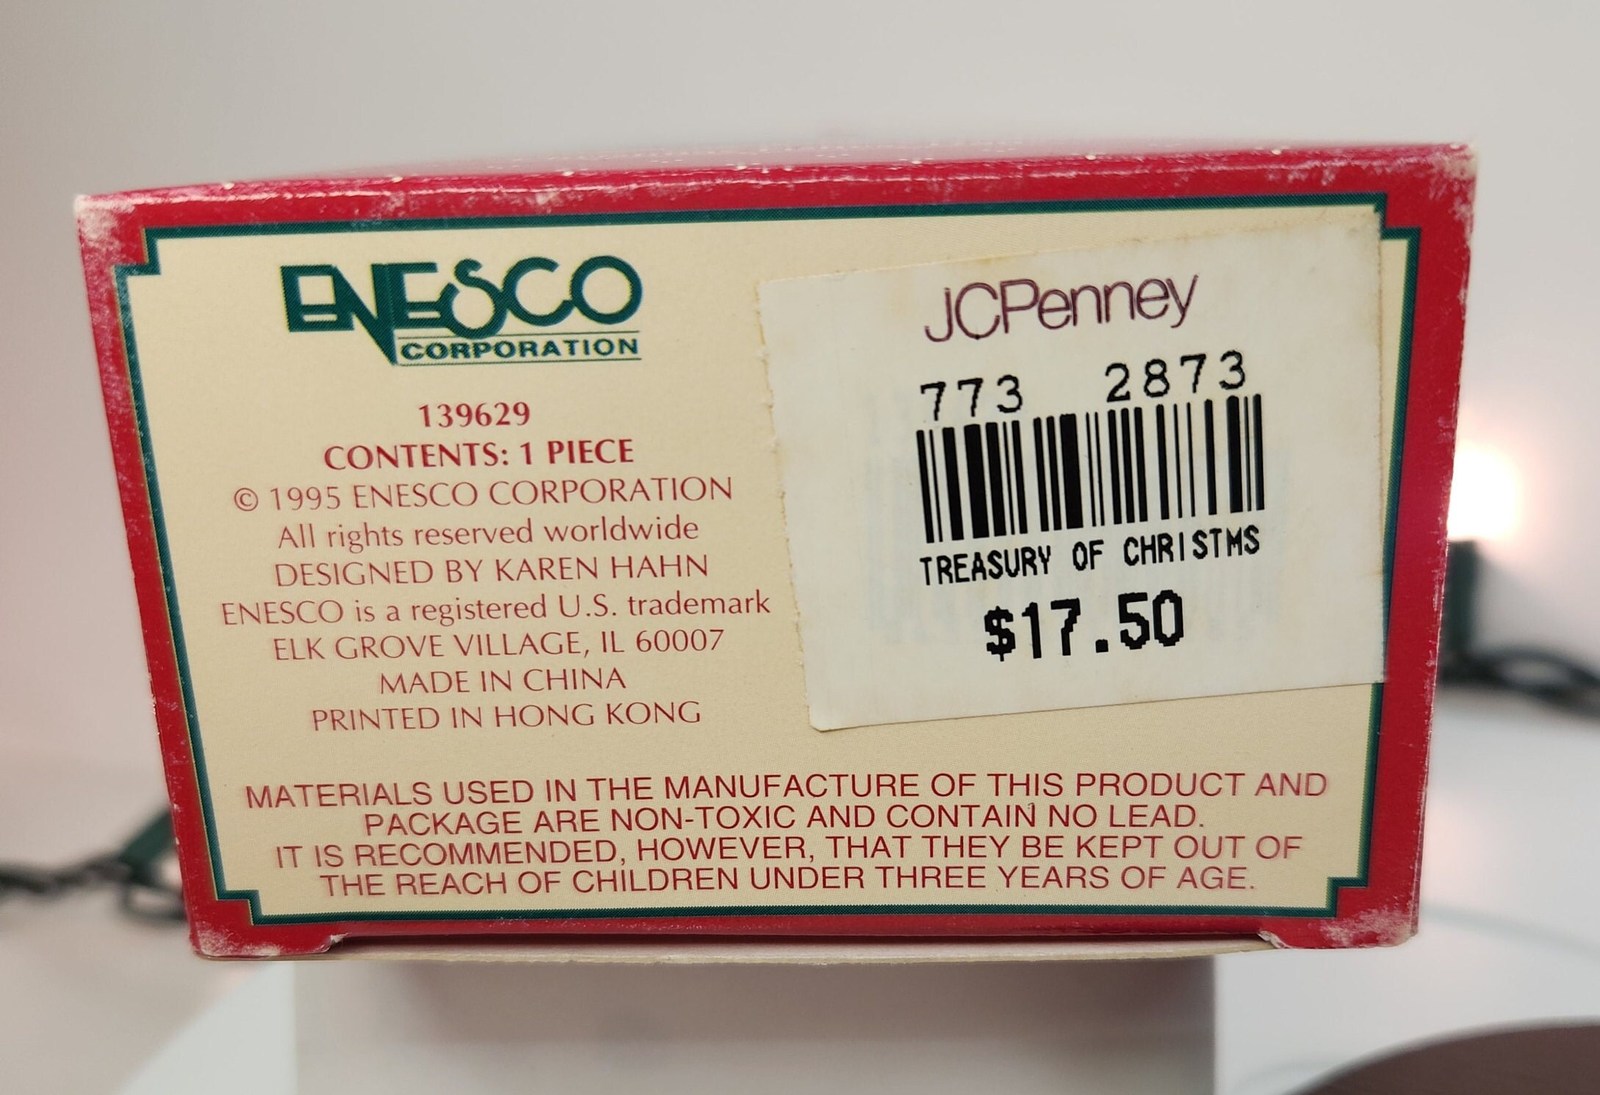 ENESCO
CORPORATION
139629
CONTENTS: 1 PIECE
© 1995 ENESCO CORPORATION
All rights reserved worldwide
DESIGNED BY KAREN HAHN
ENESCO is a registered U.S. trademark
ELK GROVE VILLAGE, IL 60007
MADE IN CHINA
PRINTED IN HONG KONG
JCPenney
773 2873
TREASURY OF CHRISTMS
$17.50
MATERIALS USED IN THE MANUFACTURE OF THIS PRODUCT AND
PACKAGE ARE NON-TOXIC AND CONTAIN NO LEAD.
IT IS RECOMMENDED, HOWEVER, THAT THEY BE KEPT OUT OF
THE REACH OF CHILDREN UNDER THREE YEARS OF AGE.